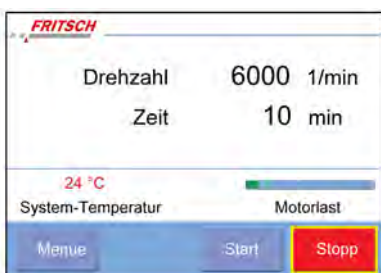 FRITSCH
Drehzahl 6000 1/min
Zeit 10 min
24 °C
System-Temperatur Motorlast
Menue Start Stopp